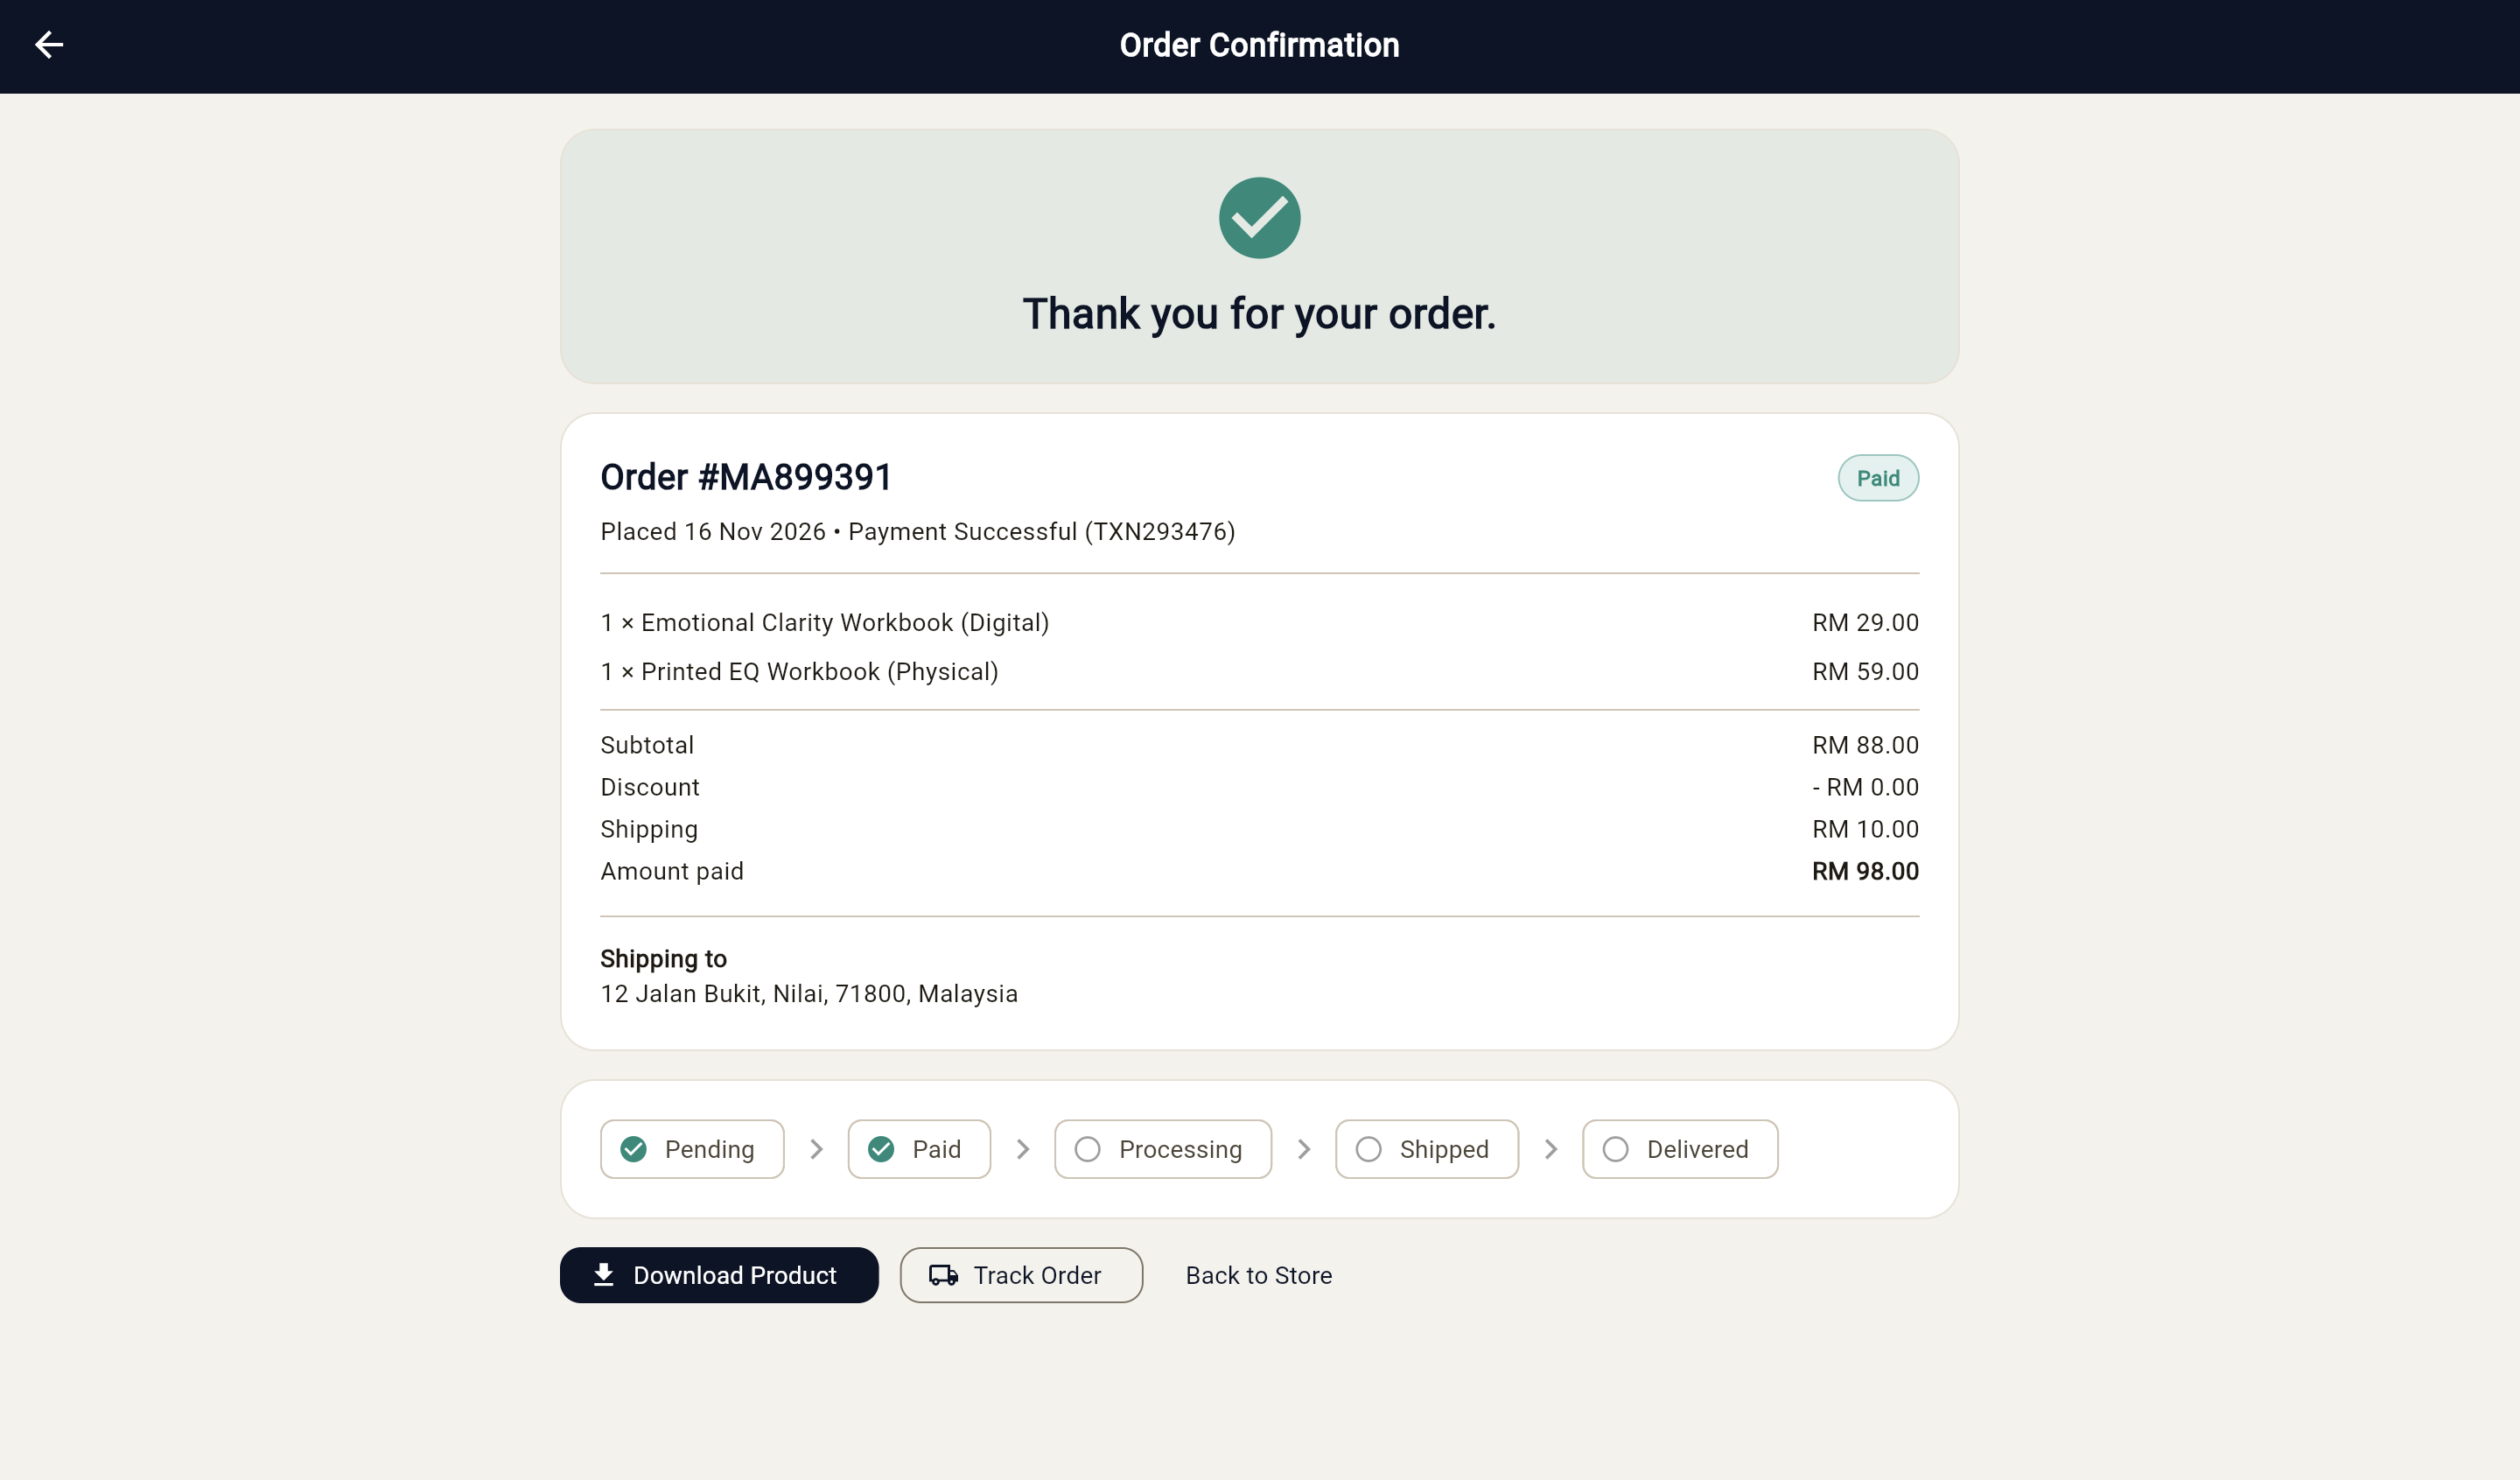 Order Confirmation
Thank you for your order.
Order #MA899391
Paid
Placed 16 Nov 2026 • Payment Successful (TXN293476)
1 × Emotional Clarity Workbook (Digital) RM 29.00
1 × Printed EQ Workbook (Physical) RM 59.00
Subtotal RM 88.00
Discount - RM 0.00
Shipping RM 10.00
Amount paid RM 98.00
Shipping to
12 Jalan Bukit, Nilai, 71800, Malaysia
Pending Paid Processing Shipped Delivered
Download Product Track Order Back to Store